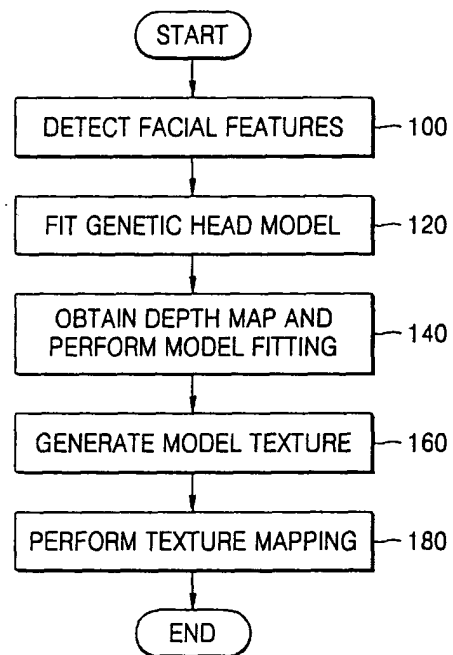 START
DETECT FACIAL FEATURES
100
FIT GENETIC HEAD MODEL
120
OBTAIN DEPTH MAP AND
PERFORM MODEL FITTING
140
GENERATE MODEL TEXTURE
160
PERFORM TEXTURE MAPPING
180
END